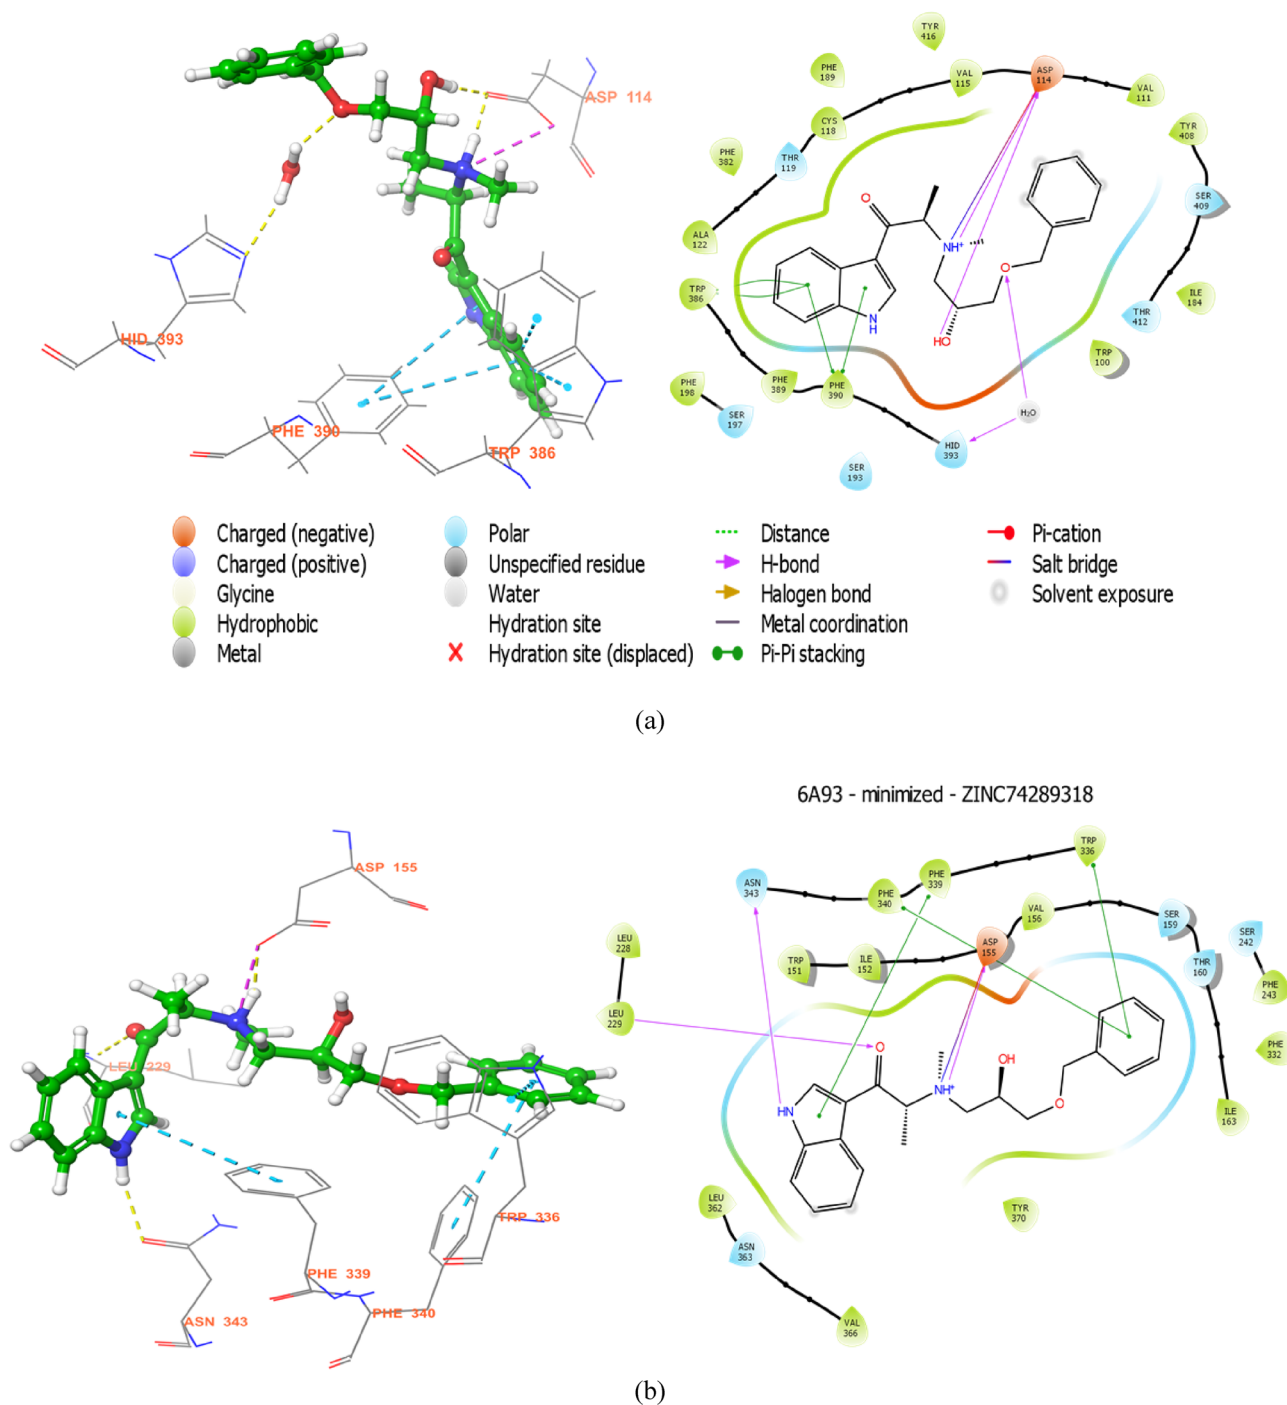 ASP 114
HID 393
PHE 390
TRP 386
TYR
416
PHE
189
VAL
115
ASP
114
VAL
111
CYS
118
TYR
408
PHE
382
THR
119
SER
409
ALA
122
TRP
386
ILE
184
THR
412
TRP
100
PHE
198
SER
197
PHE
389
PHE
390
HID
393
SER
193
O
NH+
O
HO
NH
H₂O
Charged (negative)
Charged (positive)
Glycine
Hydrophobic
Metal
Polar
Unspecified residue
Water
Hydration site
Hydration site (displaced)
Distance
H-bond
Halogen bond
Metal coordination
Pi-Pi stacking
Pi-cation
Salt bridge
Solvent exposure
(a)
6A93 - minimized - ZINC74289318
ASP 155
LEU 229
TRP 336
PHE 339
PHE 340
ASN 343
TRP
336
PHE
339
PHE
340
ASN
343
VAL
156
SER
159
SER
242
LEU
228
ASP
155
TRP
151
ILE
152
THR
160
PHE
243
LEU
229
PHE
332
ILE
163
O
OH
NH+
O
HN
LEU
362
TYR
370
ASN
363
VAL
366
(b)